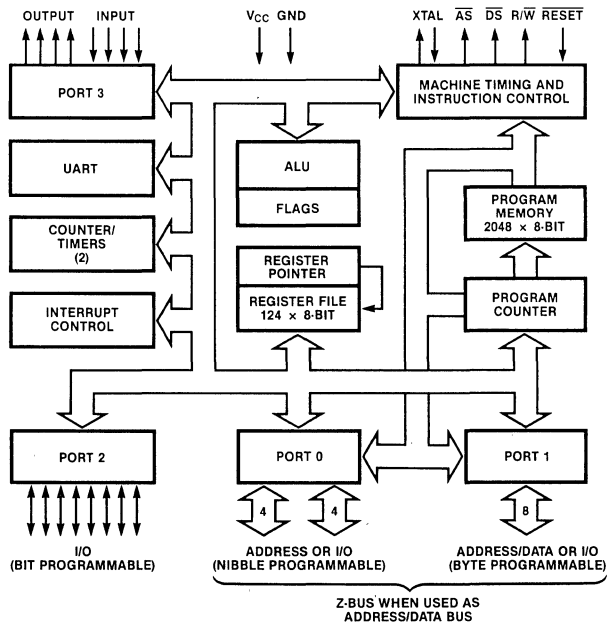 OUTPUT INPUT VCC GND XTAL AS DS R/W RESET
PORT 3
MACHINE TIMING AND
INSTRUCTION CONTROL
UART
ALU
FLAGS
COUNTER/
TIMERS
(2)
PROGRAM
MEMORY
2048 × 8-BIT
REGISTER
POINTER
REGISTER FILE
124 × 8-BIT
INTERRUPT
CONTROL
PROGRAM
COUNTER
PORT 2
PORT 0
PORT 1
4 4 8
I/O
(BIT PROGRAMMABLE)
ADDRESS OR I/O
(NIBBLE PROGRAMMABLE)
ADDRESS/DATA OR I/O
(BYTE PROGRAMMABLE)
Z-BUS WHEN USED AS
ADDRESS/DATA BUS